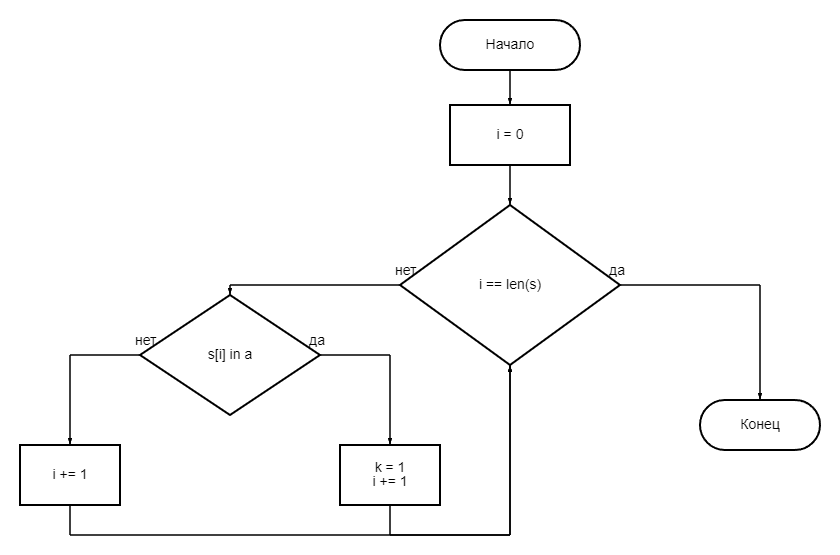 Начало
i = 0
i == len(s)
нет
да
s[i] in a
нет
да
i += 1
k = 1
i += 1
Конец